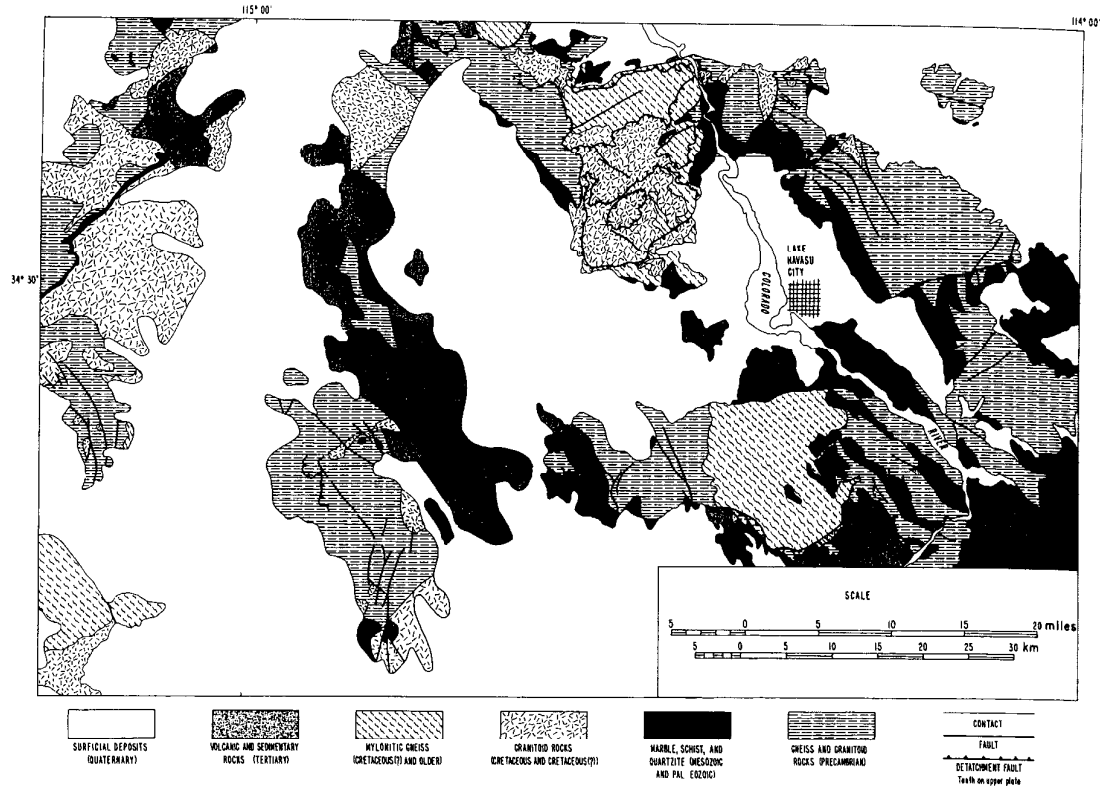 115° 00'
114° 00'
34° 30'
LAKE
HAVASU
CITY
COLORADO
RIVER
SCALE
5 0 5 10 15 20 miles
5 0 5 10 15 20 25 30 km
SURFICIAL DEPOSITS
(QUATERNARY)
VOLCANIC AND SEDIMENTARY
ROCKS (TERTIARY)
MYLONITIC GNEISS
(CRETACEOUS(?) AND OLDER)
GRANITOID ROCKS
(CRETACEOUS AND CRETACEOUS(?))
MARBLE, SCHIST, AND
QUARTZITE (MESOZOIC
AND PALEOZOIC)
GNEISS AND GRANITOID
ROCKS (PRECAMBRIAN)
CONTACT
FAULT
DETATCHMENT FAULT
Teeth on upper plate